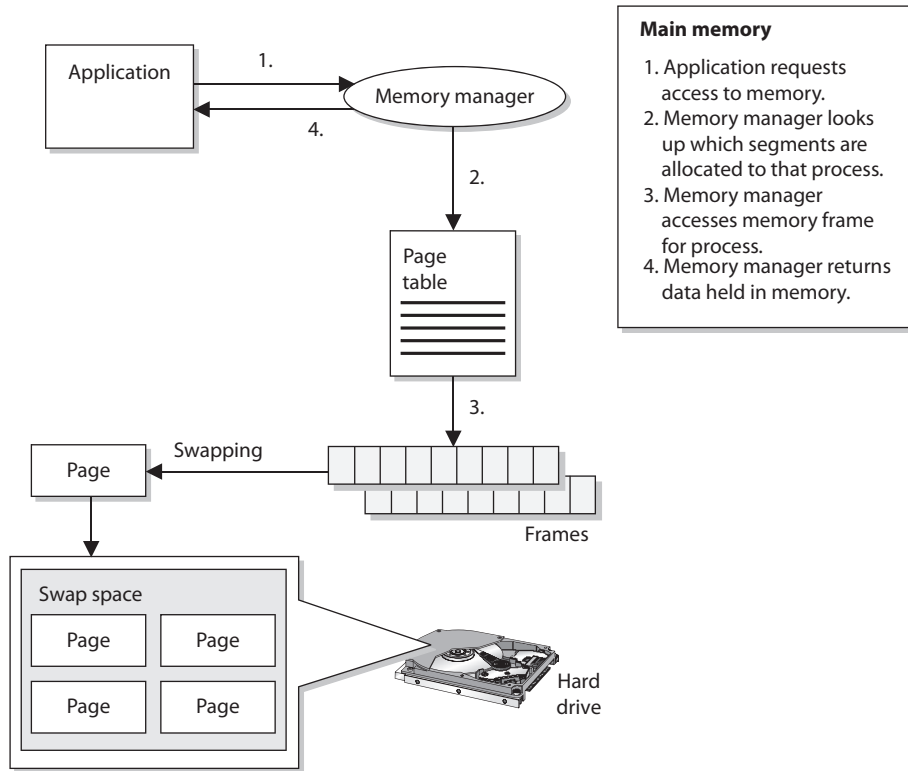 Application
1.
4.
Memory manager
2.
Page
table
3.
Swapping
Page
Frames
Swap space
Page
Page
Page
Page
Hard
drive
Main memory
1. Application requests
access to memory.
2. Memory manager looks
up which segments are
allocated to that process.
3. Memory manager
accesses memory frame
for process.
4. Memory manager returns
data held in memory.